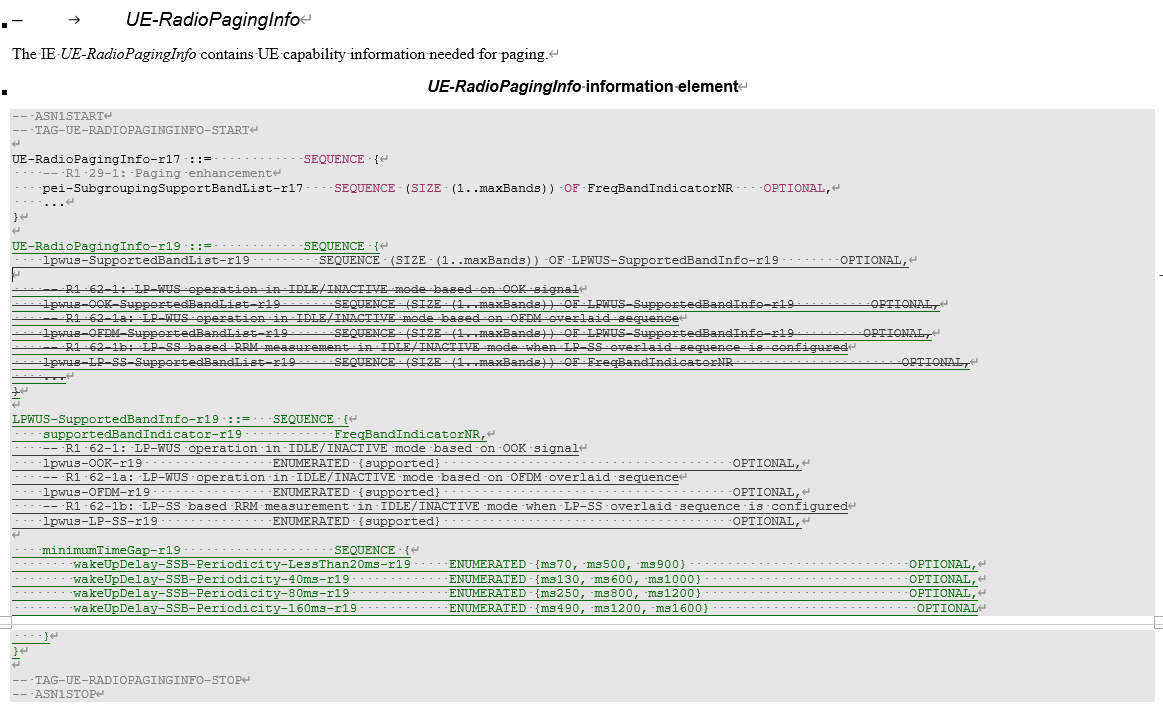 – → UE-RadioPagingInfo
The IE UE-RadioPagingInfo contains UE capability information needed for paging.
UE-RadioPagingInfo information element
-- ASN1START
-- TAG-UE-RADIOPAGINGINFO-START
UE-RadioPagingInfo-r17 ::= SEQUENCE {
-- R1 29-1: Paging enhancement
pei-SubgroupingSupportBandList-r17 SEQUENCE (SIZE (1..maxBands)) OF FreqBandIndicatorNR OPTIONAL,
...
}
UE-RadioPagingInfo-r19 ::= SEQUENCE {
lpwus-SupportedBandList-r19 SEQUENCE (SIZE (1..maxBands)) OF LPWUS-SupportedBandInfo-r19 OPTIONAL,
-- R1 62-1: LP-WUS operation in IDLE/INACTIVE mode based on OOK signal
lpwus-OOK-SupportedBandList-r19 SEQUENCE (SIZE (1..maxBands)) OF LPWUS-SupportedBandInfo-r19 OPTIONAL,
-- R1 62-1a: LP-WUS operation in IDLE/INACTIVE mode based on OFDM overlaid sequence
lpwus-OFDM-SupportedBandList-r19 SEQUENCE (SIZE (1..maxBands)) OF LPWUS-SupportedBandInfo-r19 OPTIONAL,
-- R1 62-1b: LP-SS based RRM measurement in IDLE/INACTIVE mode when LP-SS overlaid sequence is configured
lpwus-LP-SS-SupportedBandList-r19 SEQUENCE (SIZE (1..maxBands)) OF FreqBandIndicatorNR OPTIONAL,
...
}
LPWUS-SupportedBandInfo-r19 ::= SEQUENCE {
supportedBandIndicator-r19 FreqBandIndicatorNR,
-- R1 62-1: LP-WUS operation in IDLE/INACTIVE mode based on OOK signal
lpwus-OOK-r19 ENUMERATED {supported} OPTIONAL,
-- R1 62-1a: LP-WUS operation in IDLE/INACTIVE mode based on OFDM overlaid sequence
lpwus-OFDM-r19 ENUMERATED {supported} OPTIONAL,
-- R1 62-1b: LP-SS based RRM measurement in IDLE/INACTIVE mode when LP-SS overlaid sequence is configured
lpwus-LP-SS-r19 ENUMERATED {supported} OPTIONAL,
minimumTimeGap-r19 SEQUENCE {
wakeUpDelay-SSB-Periodicity-LessThan20ms-r19 ENUMERATED {ms70, ms500, ms900} OPTIONAL,
wakeUpDelay-SSB-Periodicity-40ms-r19 ENUMERATED {ms130, ms600, ms1000} OPTIONAL,
wakeUpDelay-SSB-Periodicity-80ms-r19 ENUMERATED {ms250, ms800, ms1200} OPTIONAL,
wakeUpDelay-SSB-Periodicity-160ms-r19 ENUMERATED {ms490, ms1200, ms1600} OPTIONAL
}
}
-- TAG-UE-RADIOPAGINGINFO-STOP
-- ASN1STOP